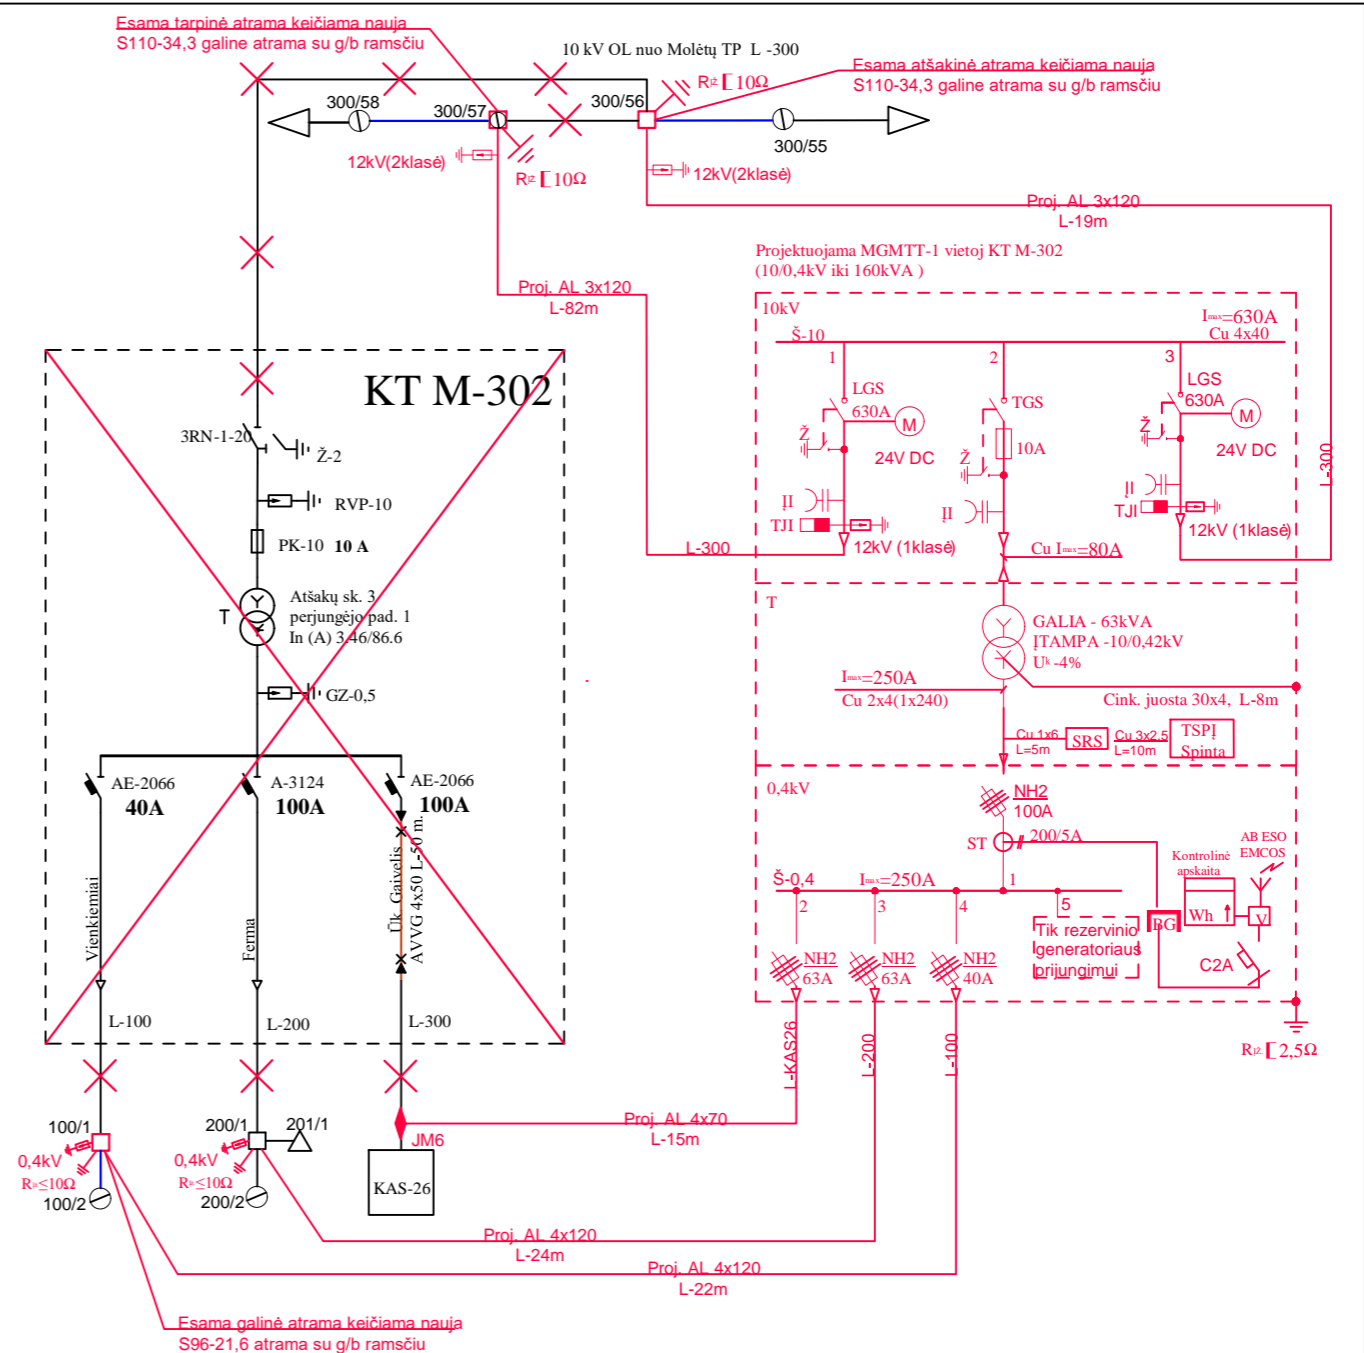 Esama tarpinė atrama keičiama nauja
S110-34,3 galine atrama su g/b ramsčiu
10 kV OL nuo Molėtų TP L -300
Esama atšakinė atrama keičiama nauja
S110-34,3 galine atrama su g/b ramsčiu
300/58
300/57
300/56
300/55
Rįž [10Ω
12kV(2klasė)
Rįž [10Ω
12kV(2klasė)
Proj. AL 3x120
L-19m
Proj. AL 3x120
L-82m
Projektuojama MGMTT-1 vietoj KT M-302
(10/0,4kV iki 160kVA )
10kV
Imax=630A
Cu 4x40
Š-10
1
2
3
LGS
630A
M
24V DC
Ž
ĮI
TJI
12kV (1klasė)
L-300
TGS
10A
Ž
ĮI
Cu Imax=80A
LGS
630A
M
24V DC
Ž
ĮI
TJI
12kV (1klasė)
L-300
KT M-302
3RN-1-20
Ž-2
RVP-10
PK-10 10 A
T
Atšakų sk. 3
perjungėjo pad. 1
In (A) 3.46/86.6
GZ-0,5
AE-2066
40A
A-3124
100A
AE-2066
100A
Vienkiemiai
Ferma
Ūk. Gaivelis
AVVG 4x50 L-50 m.
L-100
L-200
L-300
T
GALIA - 63kVA
ĮTAMPA -10/0,42kV
Uk -4%
Imax=250A
Cu 2x4(1x240)
Cink. juosta 30x4, L-8m
Cu 1x6
L=5m
SRS
Cu 3x2,5
L=10m
TSPĮ
Spinta
0,4kV
NH2
100A
ST
200/5A
Kontrolinė
apskaita
AB ESO
EMCOS
Š-0,4
Imax=250A
1
2
3
4
5
Tik rezervinio
generatoriaus
prijungimui
BG
Wh
V
C2A
NH2
63A
NH2
63A
NH2
40A
L-KAS26
L-200
L-100
Rįž [2,5Ω
100/1
0,4kV
Rįž≤10Ω
100/2
200/1
201/1
0,4kV
Rįž≤10Ω
200/2
JM6
KAS-26
Proj. AL 4x70
L-15m
Proj. AL 4x120
L-24m
Proj. AL 4x120
L-22m
Esama galinė atrama keičiama nauja
S96-21,6 atrama su g/b ramsčiu